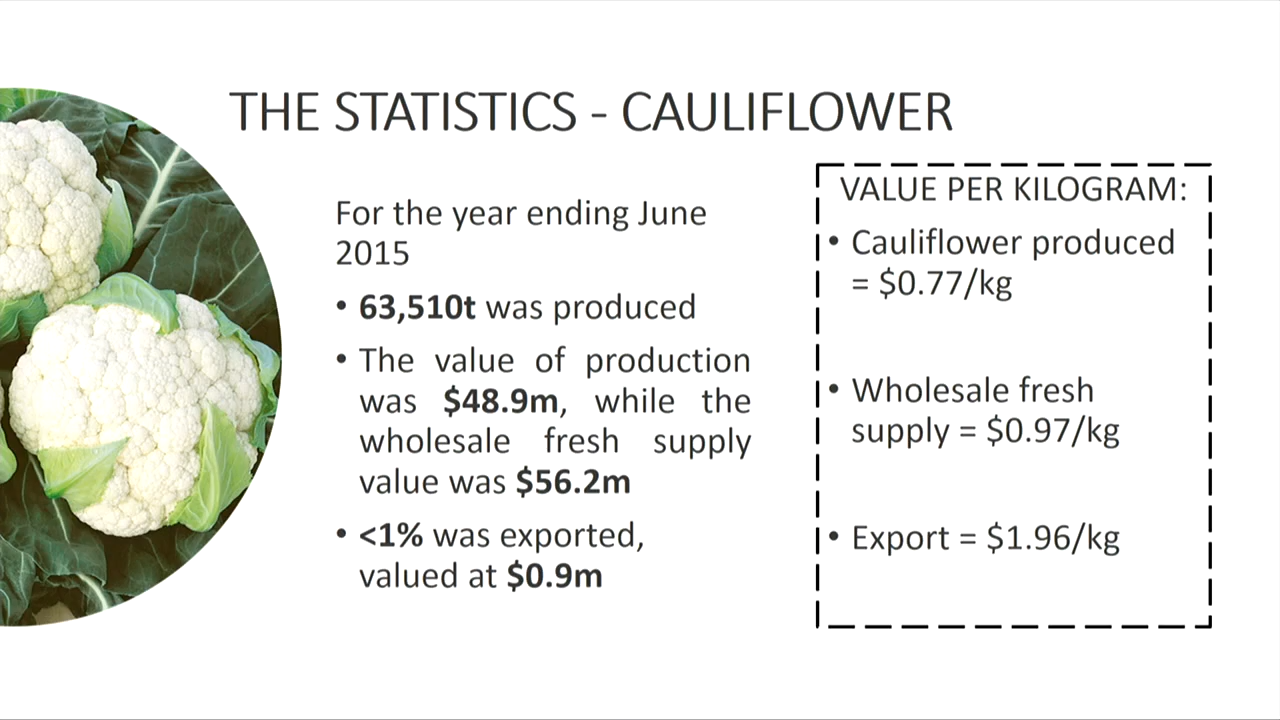 THE STATISTICS - CAULIFLOWER
For the year ending June
2015
• 63,510t was produced
• The value of production
was $48.9m, while the
wholesale fresh supply
value was $56.2m
• <1% was exported,
valued at $0.9m
VALUE PER KILOGRAM:
• Cauliflower produced
= $0.77/kg
• Wholesale fresh
supply = $0.97/kg
• Export = $1.96/kg